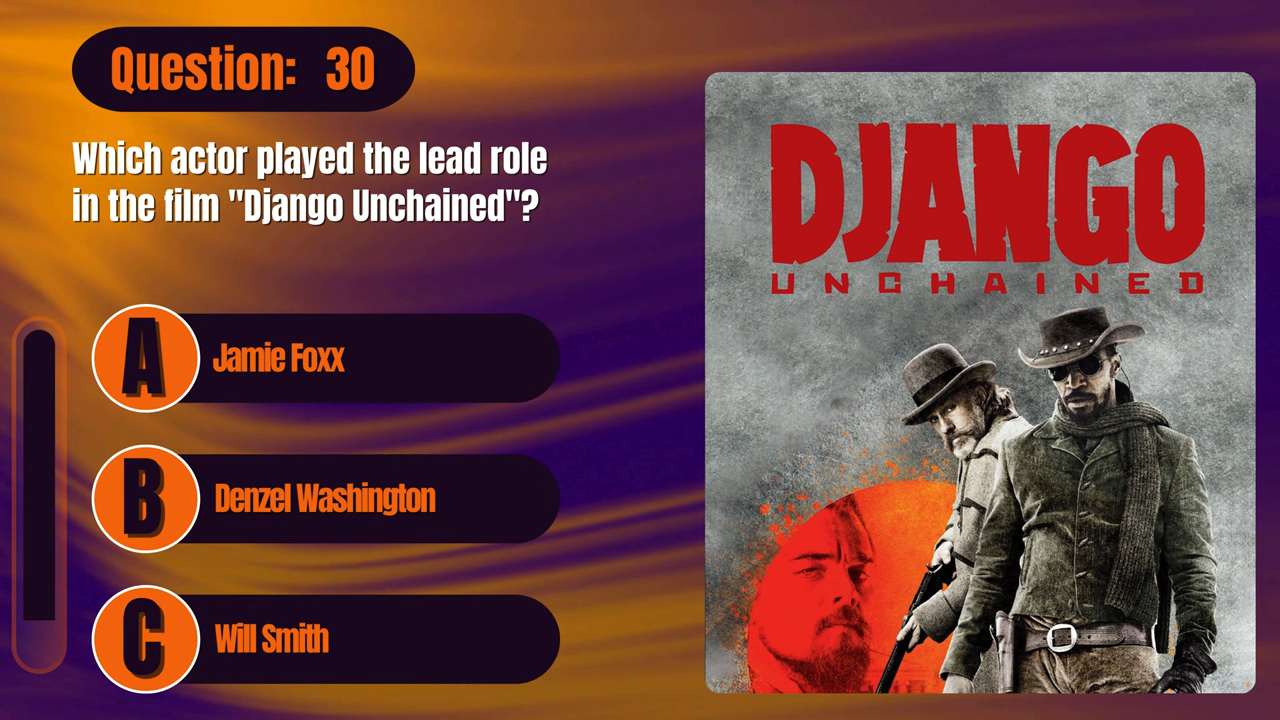 Question: 30
Which actor played the lead role
in the film "Django Unchained"?
A Jamie Foxx
B Denzel Washington
C Will Smith
DJANGO
UNCHAINED